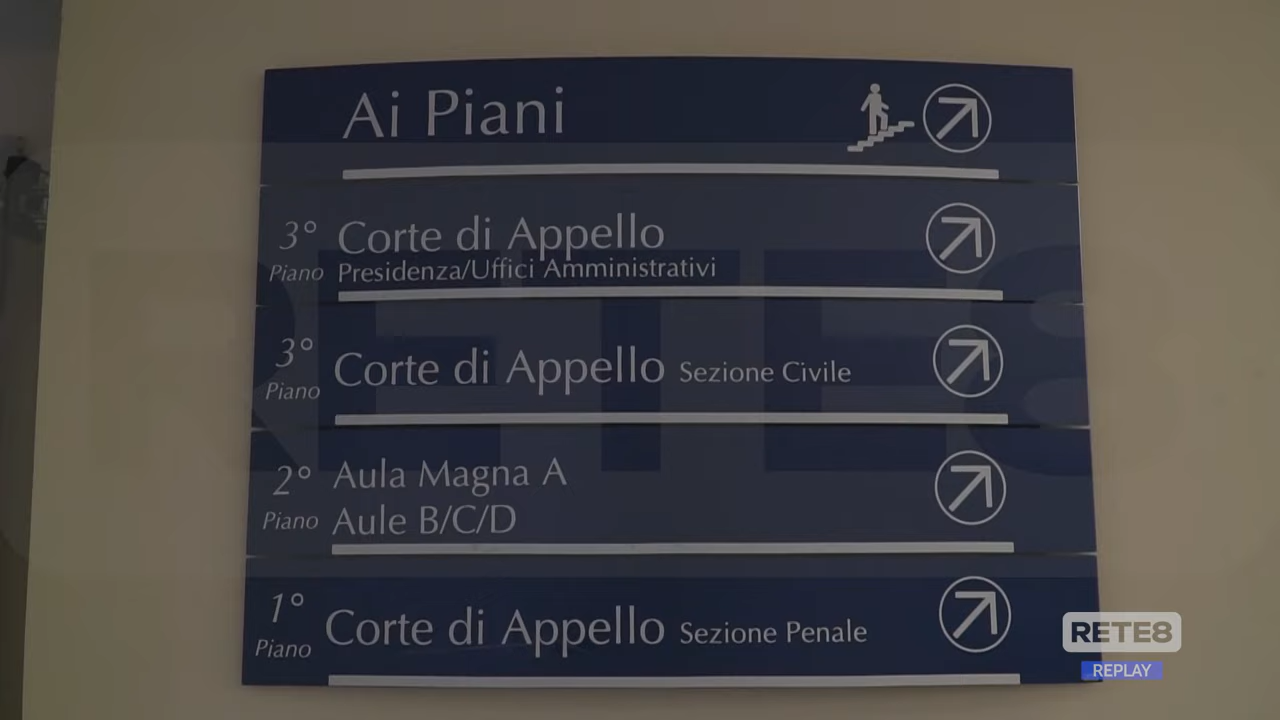 Ai Piani
3° Corte di Appello
Piano Presidenza/Uffici Amministrativi
3°
Piano Corte di Appello Sezione Civile
2° Aula Magna A
Piano Aule B/C/D
1°
Piano Corte di Appello Sezione Penale
RETE8
RETE8
REPLAY